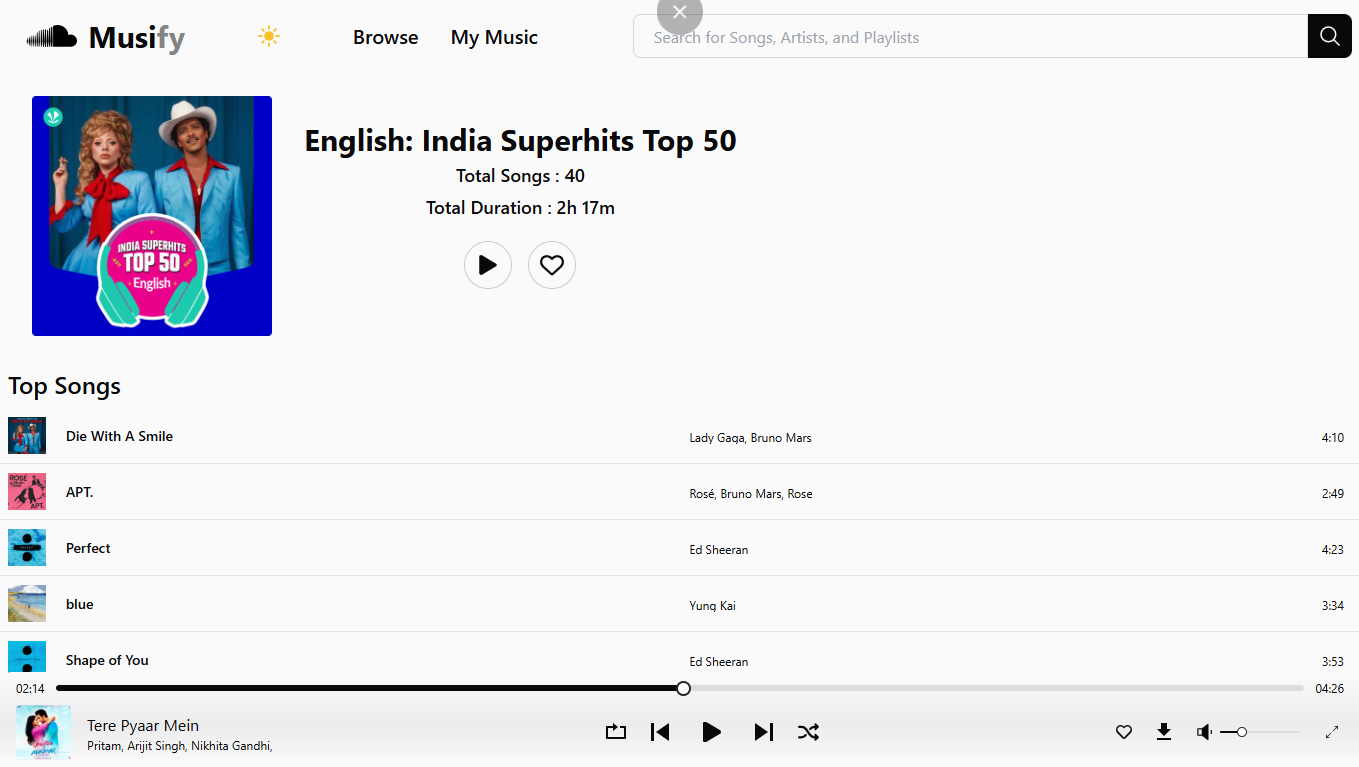 Musify
Browse
My Music
Search for Songs, Artists, and Playlists
INDIA SUPERHITS
TOP 50
English
English: India Superhits Top 50
Total Songs : 40
Total Duration : 2h 17m
Top Songs
Die With A Smile Lady Gaga, Bruno Mars 4:10
ROSÉ
APT.
APT. Rosé, Bruno Mars, Rose 2:49
Perfect Ed Sheeran 4:23
blue Yung Kai 3:34
Shape of You Ed Sheeran 3:53
02:14 04:26
Tere Pyaar Mein
Pritam, Arijit Singh, Nikhita Gandhi,